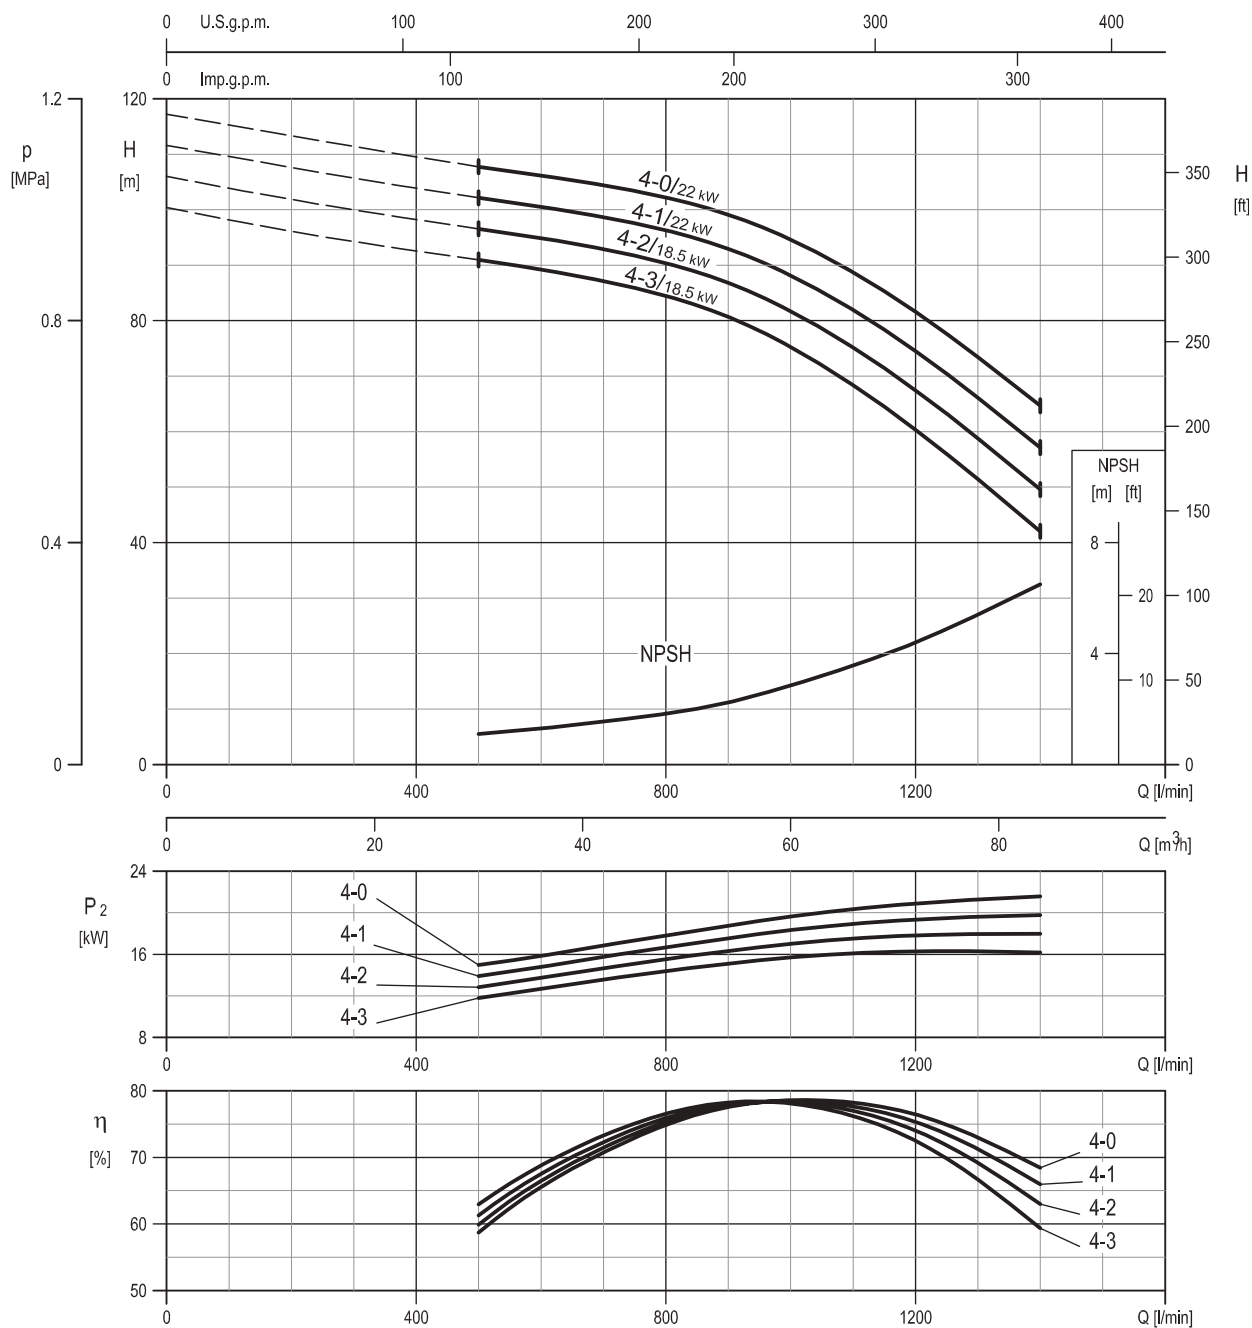 0 U.S.g.p.m. 100 200 300 400
0 Imp.g.p.m. 100 200 300
1.2 120
p H
[MPa] [m]
350 H
[ft]
4-0/22 kW
4-1/22 kW
4-2/18.5 kW
4-3/18.5 kW
300
0.8 80
250
200
NPSH
[m] [ft]
150
0.4 40
8
20 100
NPSH
4
10 50
0 0 0
0 400 800 1200 Q [l/min]
0 20 40 60 80 Q [m³/h]
24
P2
[kW]
4-0
4-1
16
4-2
4-3
8
0 400 800 1200 Q [l/min]
80
η
[%]
70
60
50
4-0
4-1
4-2
4-3
0 400 800 1200 Q [l/min]